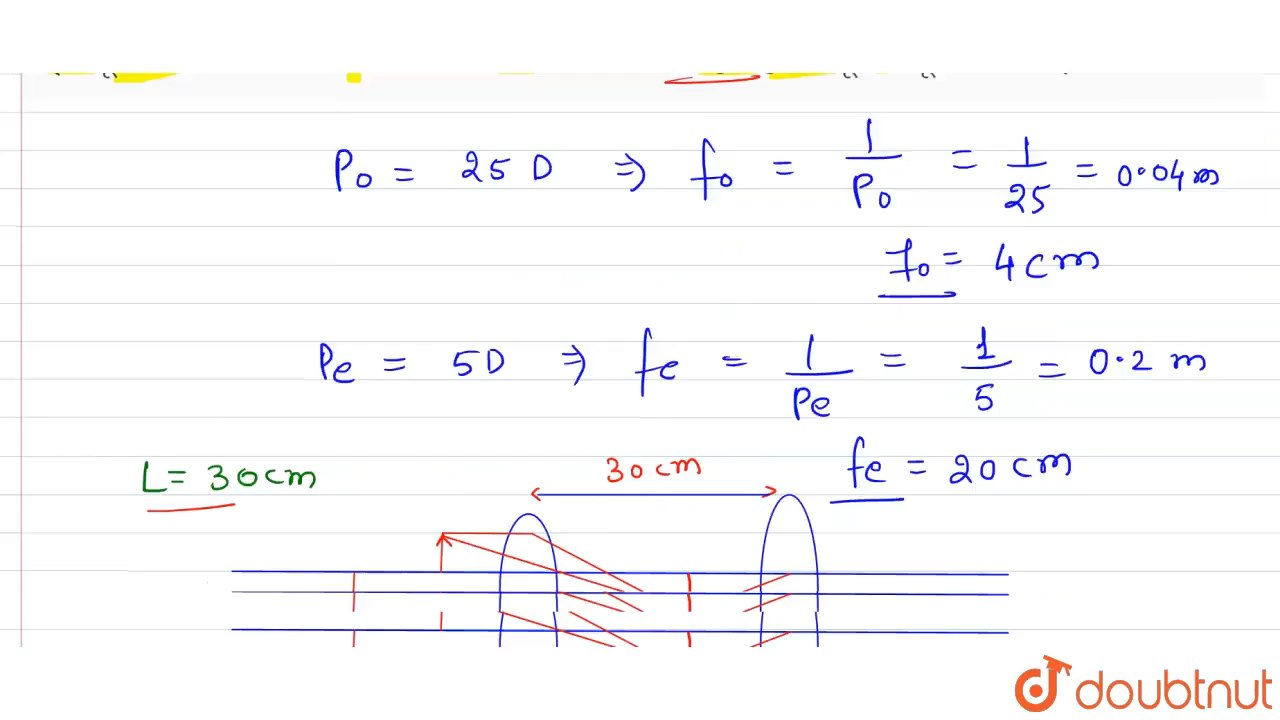 P₀ = 25 D ⇒ f₀ = 1/P₀ = 1/25 = 0.04 m
f₀ = 4 cm
Pe = 5D ⇒ fe = 1/Pe = 1/5 = 0.2 m
fe = 20 cm
L = 30 cm
30 cm
doubtnut